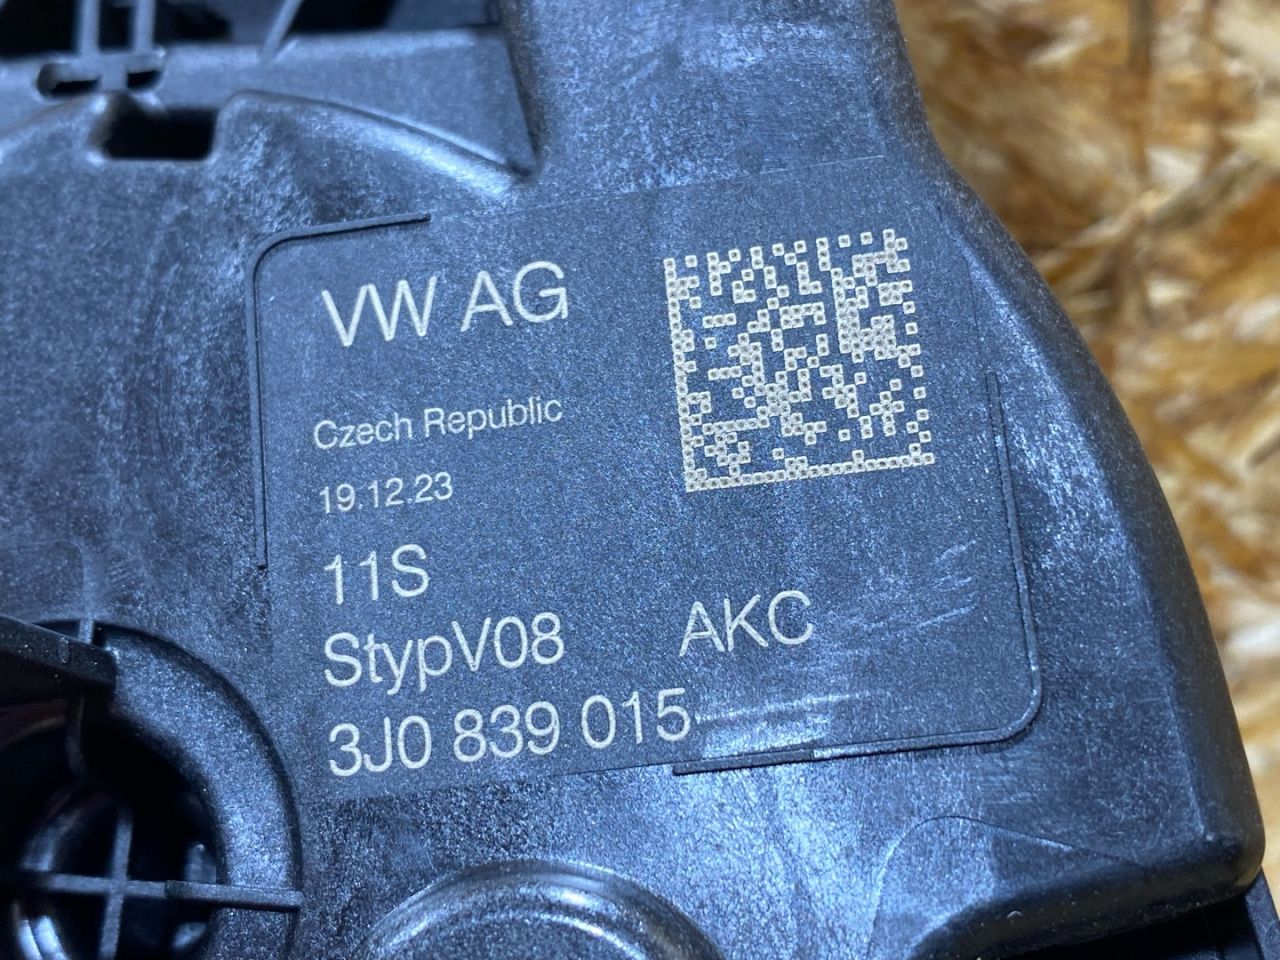 VW AG
Czech Republic
19.12.23
11S
StypV08 AKC
3J0 839 015